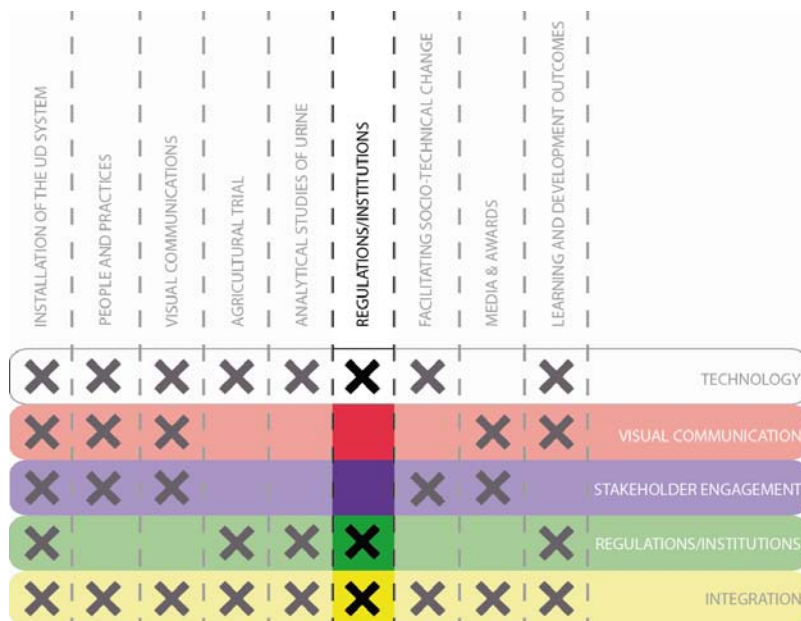 INSTALLATION OF THE UD SYSTEM
PEOPLE AND PRACTICES
VISUAL COMMUNICATIONS
AGRICULTURAL TRIAL
ANALYTICAL STUDIES OF URINE
REGULATIONS/INSTITUTIONS
FACILITATING SOCIO-TECHNICAL CHANGE
MEDIA & AWARDS
LEARNING AND DEVELOPMENT OUTCOMES
TECHNOLOGY
VISUAL COMMUNICATION
STAKEHOLDER ENGAGEMENT
REGULATIONS/INSTITUTIONS
INTEGRATION